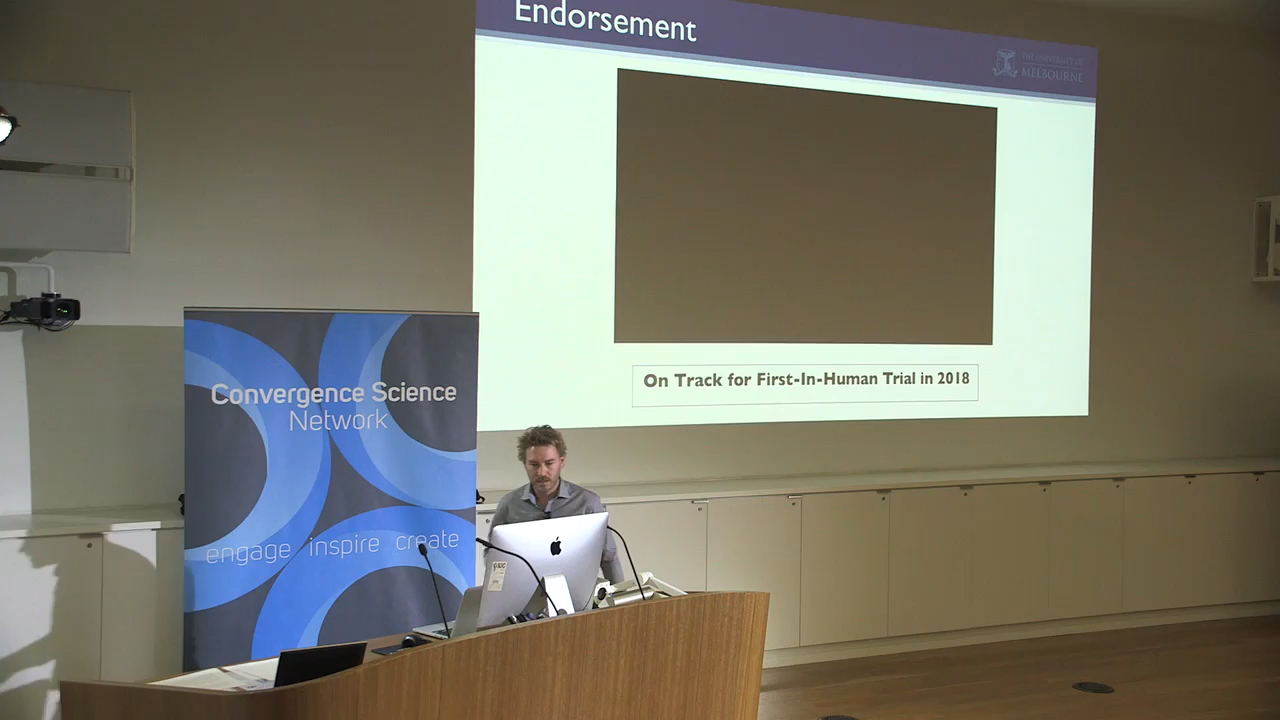 Endorsement
THE UNIVERSITY OF
MELBOURNE
On Track for First-In-Human Trial in 2018
Convergence Science
Network
engage inspire create